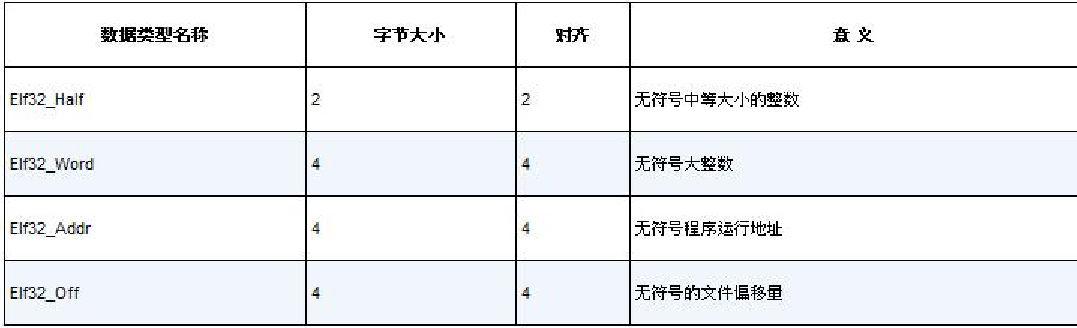 数据类型名称 字节大小 对齐 意 义
Elf32_Half 2 2 无符号中等大小的整数
Elf32_Word 4 4 无符号大整数
Elf32_Addr 4 4 无符号程序运行地址
Elf32_Off 4 4 无符号的文件偏移量